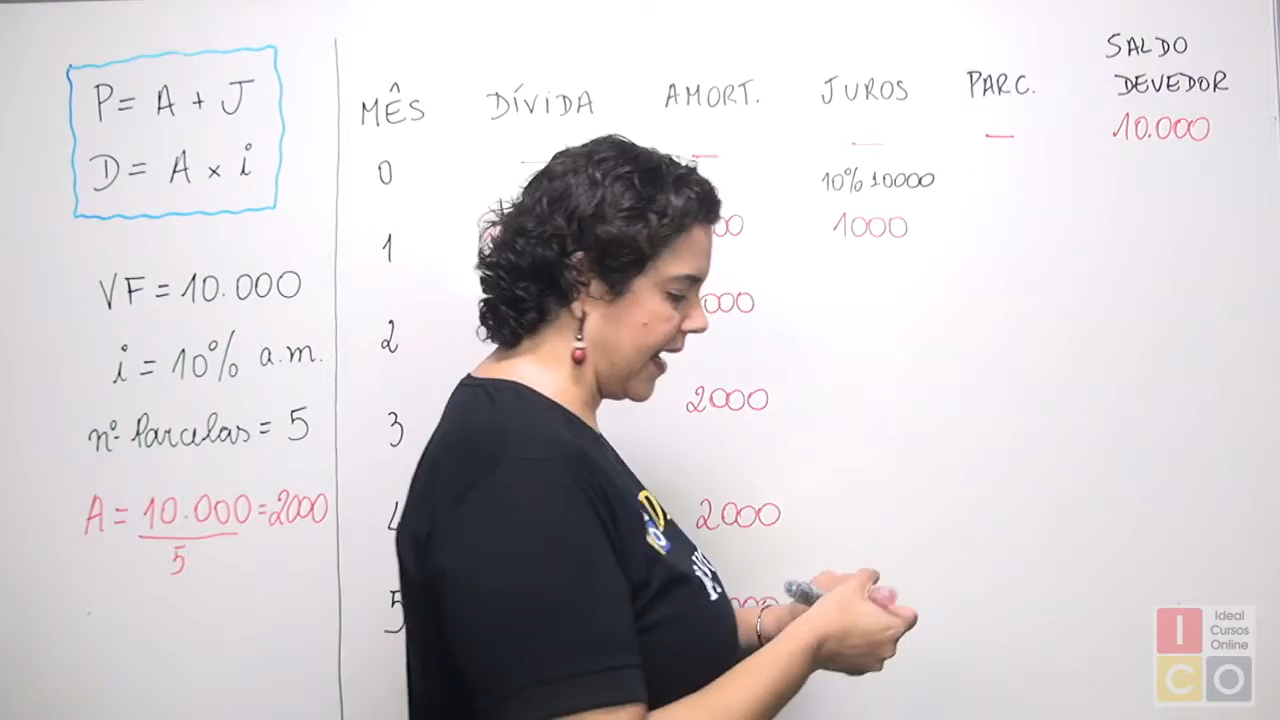 P = A + J
D = A x i
VF = 10.000
i = 10% a.m.
nº Parcelas = 5
A = 10.000 = 2000
5
MÊS DÍVIDA AMORT. JUROS PARC. SALDO DEVEDOR
0 — — — — 10.000
10% 10000
1 1000
2
3 2000
4 2000
5
Ideal
Cursos
Online
I
CO